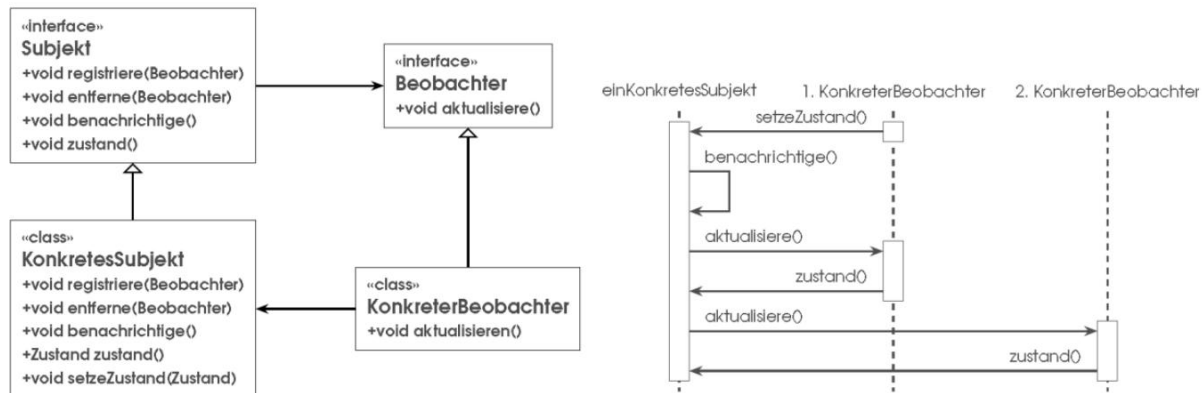 «interface»
Subjekt
+void registriere(Beobachter)
+void entferne(Beobachter)
+void benachrichtige()
+void zustand()
«interface»
Beobachter
+void aktualisiere()
«class»
KonkretesSubjekt
+void registriere(Beobachter)
+void entferne(Beobachter)
+void benachrichtige()
+Zustand zustand()
+void setzeZustand(Zustand)
«class»
KonkreterBeobachter
+void aktualisieren()
einKonkretesSubjekt 1. KonkreterBeobachter 2. KonkreterBeobachter
setzeZustand()
benachrichtige()
aktualisiere()
zustand()
aktualisiere()
zustand()